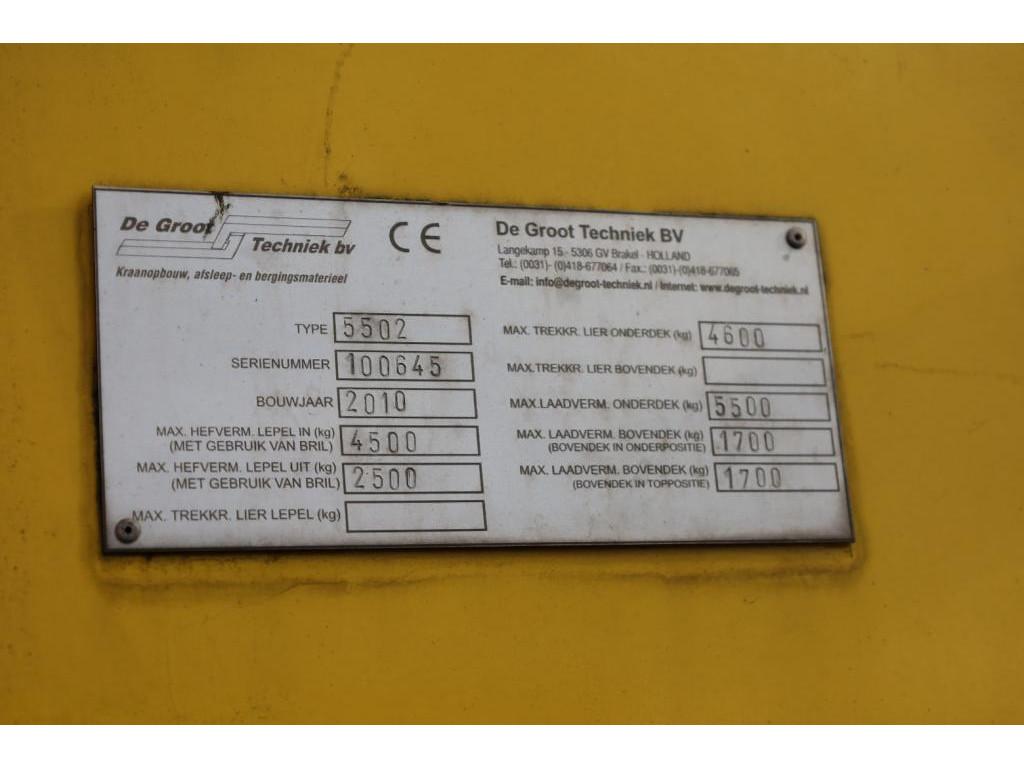 De Groot
Techniek bv
Kraanopbouw, afsleep- en bergingsmaterieel
CE
De Groot Techniek BV
Langekamp 15 - 5306 GV Brakel - HOLLAND
Tel.: (0031)- (0)418-677064 / Fax.: (0031)-(0)418-677065
E-mail: info@degroot-techniek.nl / Internet: www.degroot-techniek.nl
TYPE 5502
SERIENUMMER 100645
BOUWJAAR 2010
MAX. HEFVERM. LEPEL IN (kg)
(MET GEBRUIK VAN BRIL) 4500
MAX. HEFVERM. LEPEL UIT (kg)
(MET GEBRUIK VAN BRIL) 2500
MAX. TREKKR. LIER LEPEL (kg)
MAX. TREKKR. LIER ONDERDEK (kg) 4600
MAX.TREKKR. LIER BOVENDEK (kg)
MAX.LAADVERM. ONDERDEK (kg) 5500
MAX. LAADVERM. BOVENDEK (kg)
(BOVENDEK IN ONDERPOSITIE) 1700
MAX. LAADVERM. BOVENDEK (kg)
(BOVENDEK IN TOPPOSITIE) 1700